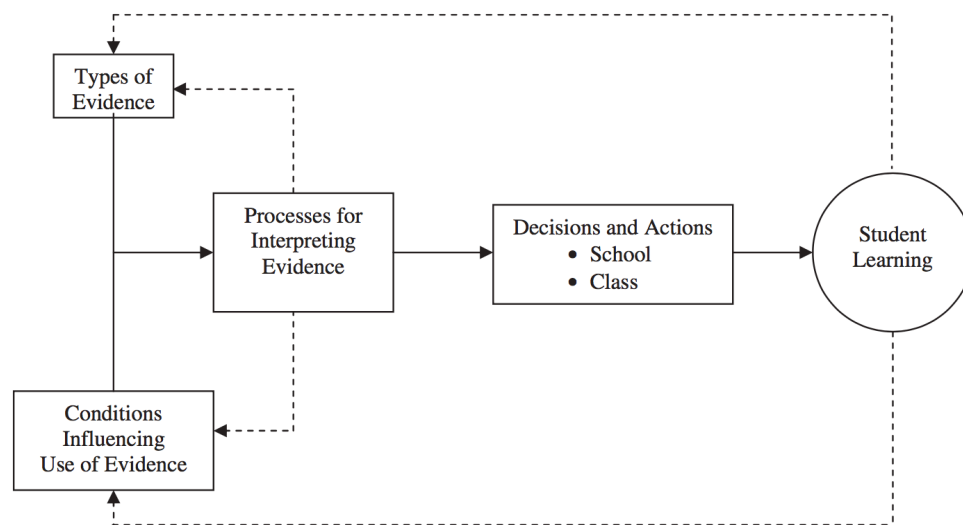 Types of
Evidence
Processes for
Interpreting
Evidence
Decisions and Actions
• School
• Class
Student
Learning
Conditions
Influencing
Use of Evidence